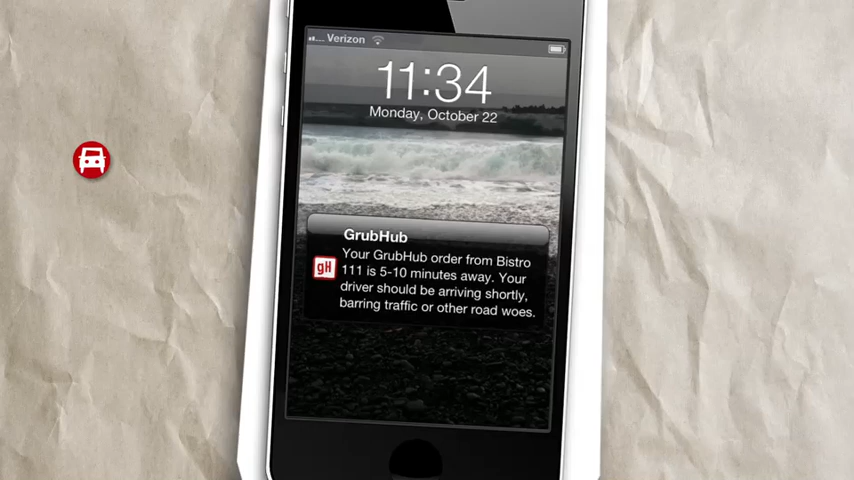 Verizon
11:34
Monday, October 22
GrubHub
gH
Your GrubHub order from Bistro
111 is 5-10 minutes away. Your
driver should be arriving shortly,
barring traffic or other road woes.